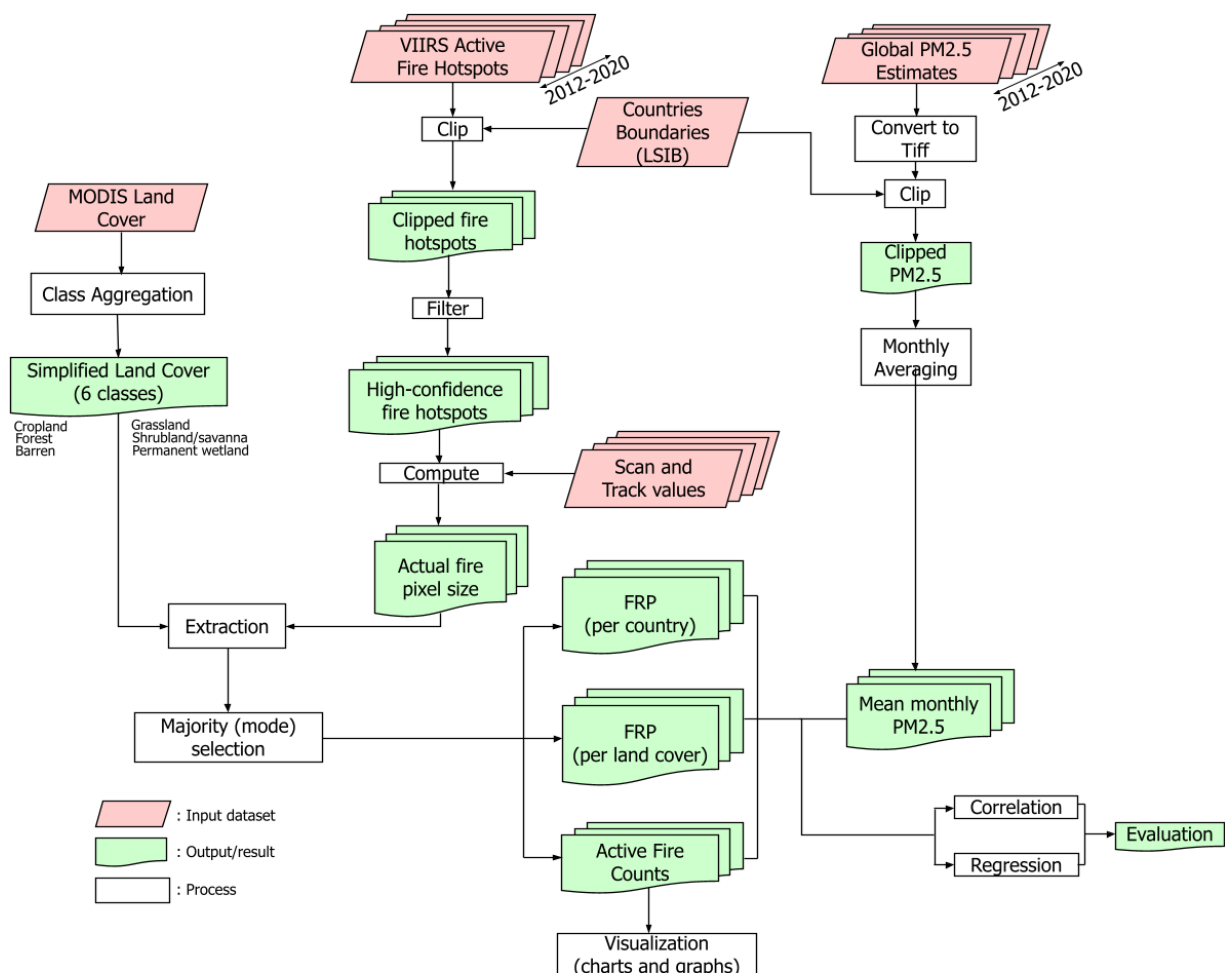 VIIRS Active
Fire Hotspots
2012-2020
Global PM2.5
Estimates
2012-2020
Countries
Boundaries
(LSIB)
Clip
Convert to
Tiff
Clip
MODIS Land
Cover
Clipped fire
hotspots
Clipped
PM2.5
Class Aggregation
Filter
Monthly
Averaging
Simplified Land Cover
(6 classes)
Cropland
Forest
Barren
Grassland
Shrubland/savanna
Permanent wetland
High-confidence
fire hotspots
Compute
Scan and
Track values
Actual fire
pixel size
Extraction
FRP
(per country)
Majority (mode)
selection
FRP
(per land cover)
Mean monthly
PM2.5
: Input dataset
: Output/result
: Process
Active Fire
Counts
Correlation
Regression
Evaluation
Visualization
(charts and graphs)